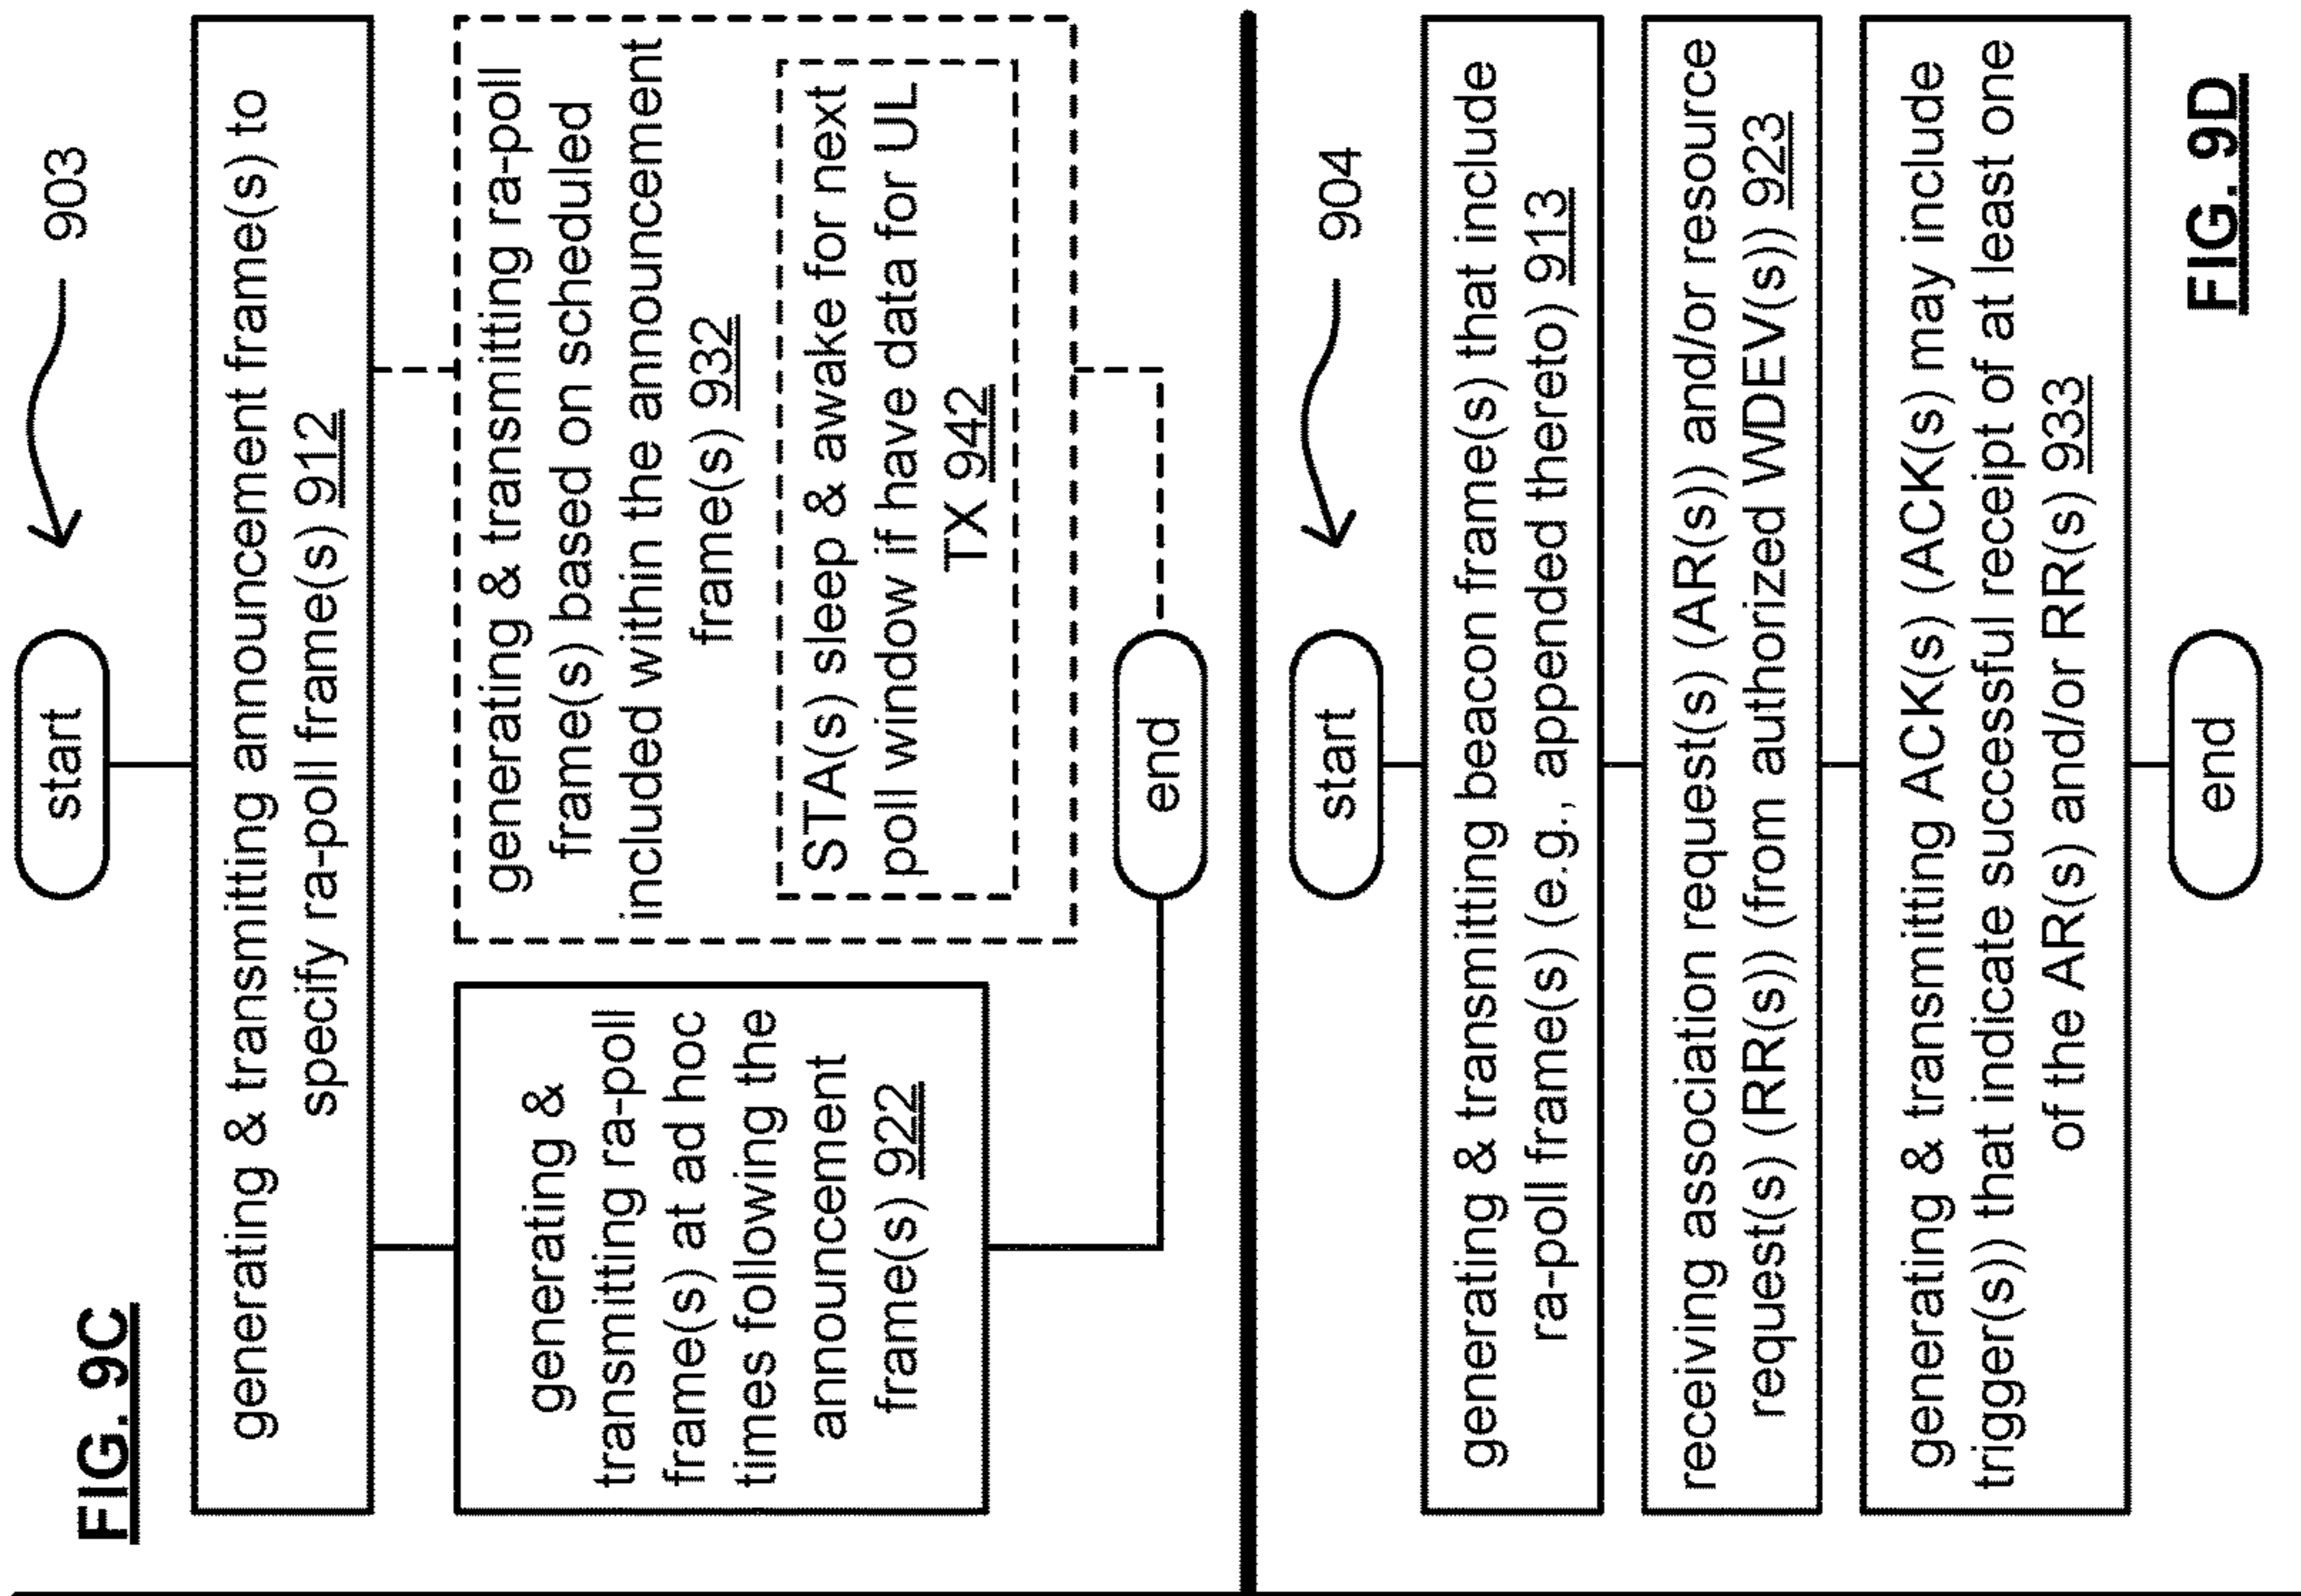 FIG. 9C
903
start
generating & transmitting announcement frame(s) to
specify ra-poll frame(s) 912
generating &
transmitting ra-poll
frame(s) at ad hoc
times following the
announcement
frame(s) 922
generating & transmitting ra-poll
frame(s) based on scheduled
included within the announcement
frame(s) 932
STA(s) sleep & awake for next
poll window if have data for UL
TX 942
end
904
start
generating & transmitting beacon frame(s) that include
ra-poll frame(s) (e.g., appended thereto) 913
receiving association request(s) (AR(s)) and/or resource
request(s) (RR(s)) (from authorized WDEV(s)) 923
generating & transmitting ACK(s) (ACK(s) may include
trigger(s)) that indicate successful receipt of at least one
of the AR(s) and/or RR(s) 933
end
FIG. 9D